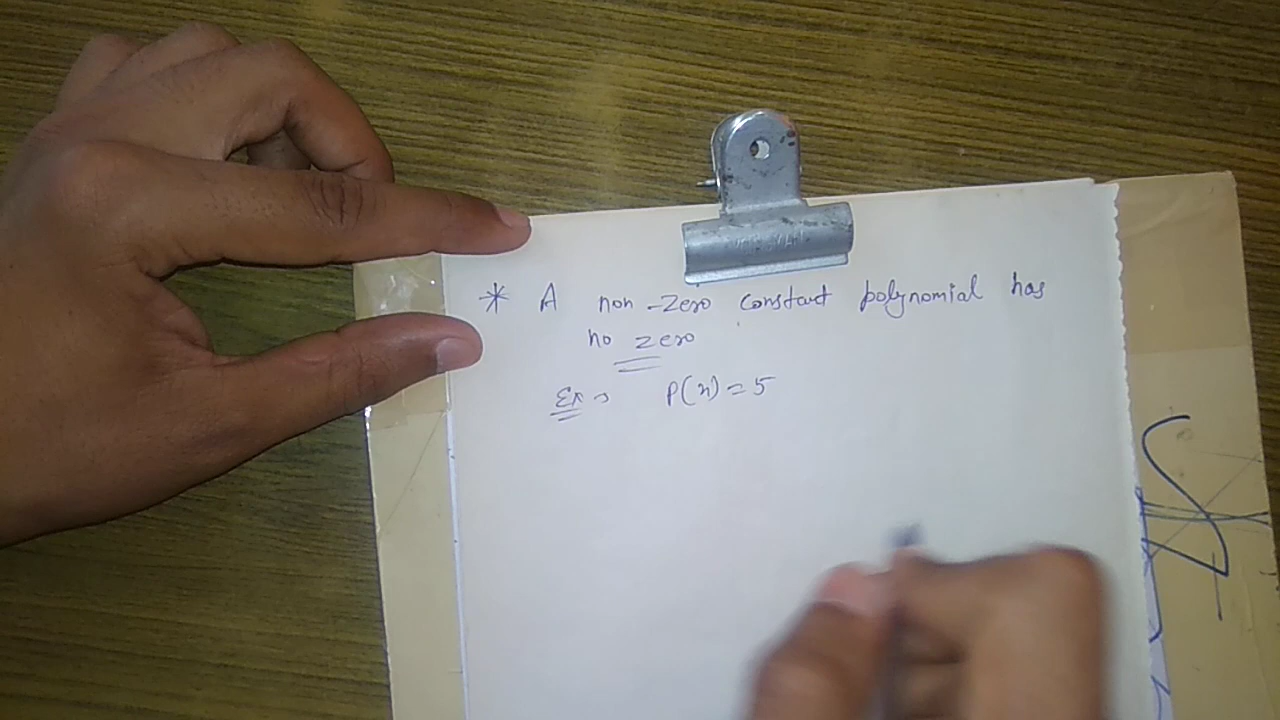 * A non-zero constant polynomial has
no zero
Ex → P(x) = 5